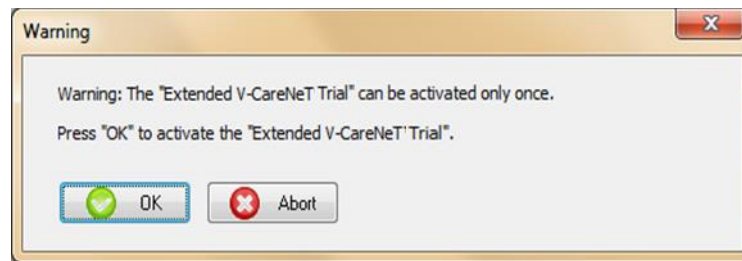 Warning
Warning: The "Extended V-CareNeT Trial" can be activated only once.
Press "OK" to activate the "Extended V-CareNeT' Trial".
OK Abort